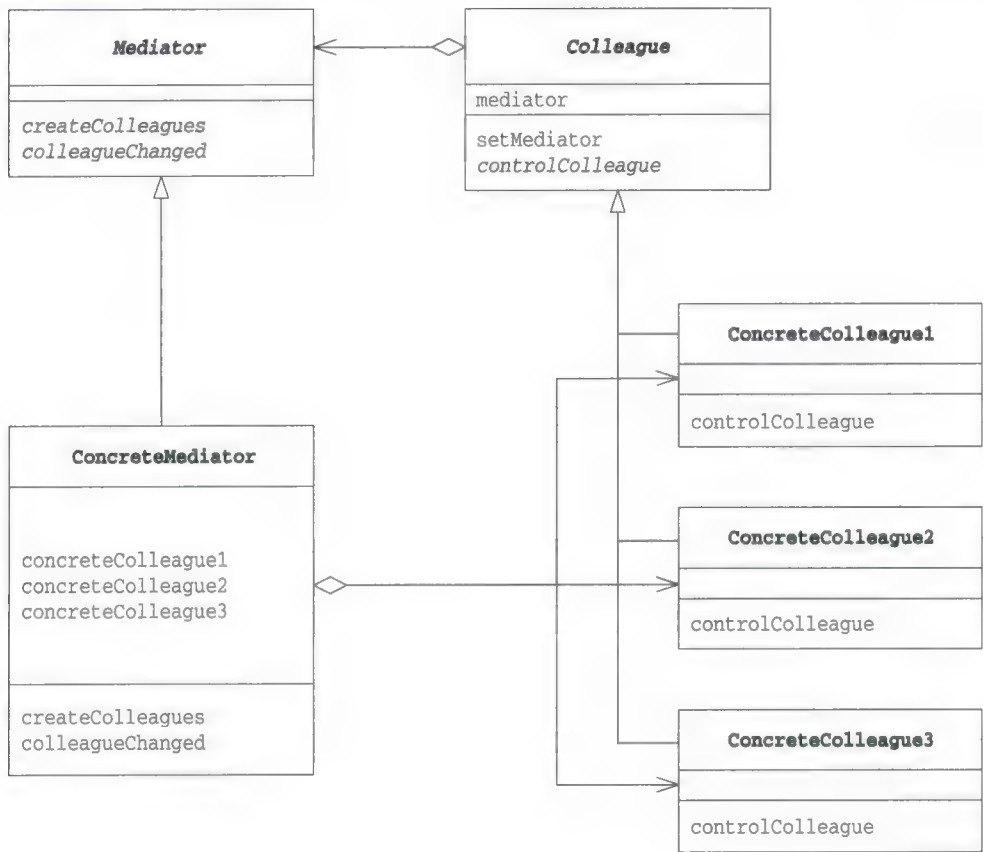 Mediator
createColleagues
colleagueChanged
Colleague
mediator
setMediator
controlColleague
ConcreteColleague1
controlColleague
ConcreteMediator
concreteColleague1
concreteColleague2
concreteColleague3
createColleagues
colleagueChanged
ConcreteColleague2
controlColleague
ConcreteColleague3
controlColleague